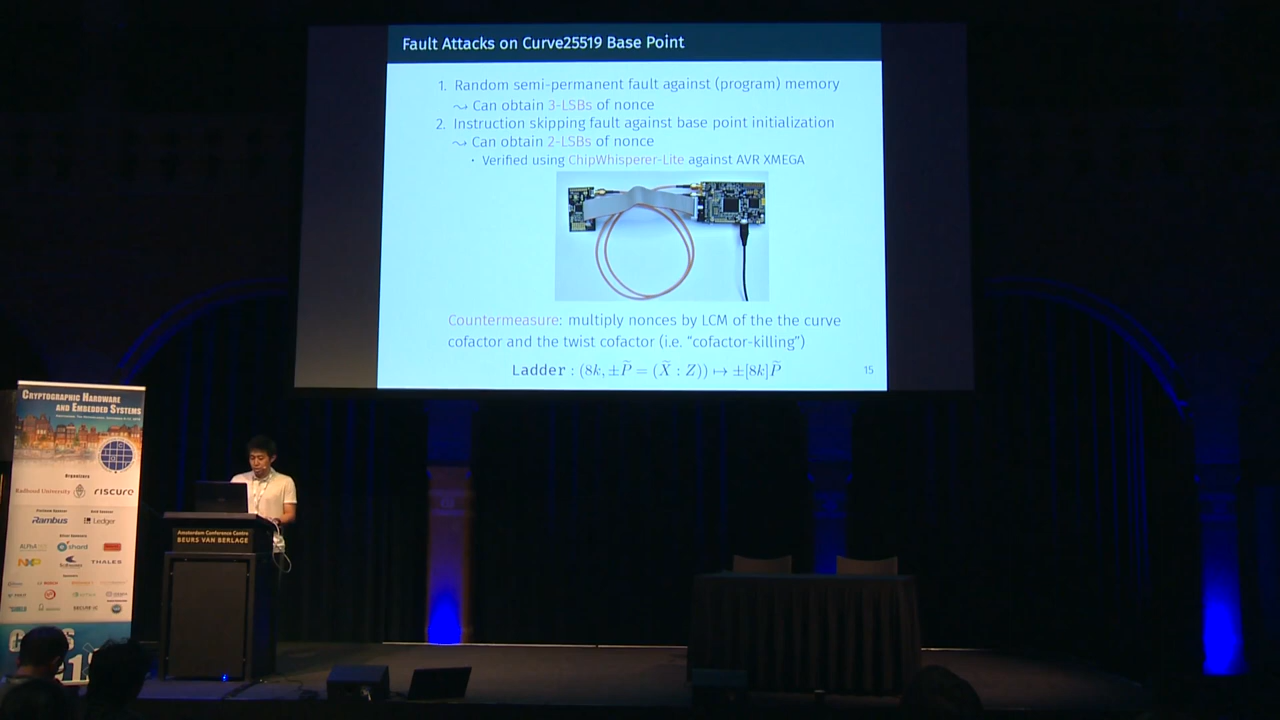 Fault Attacks on Curve25519 Base Point
1. Random semi-permanent fault against (program) memory
⤳ Can obtain 3-LSBs of nonce
2. Instruction skipping fault against base point initialization
⤳ Can obtain 2-LSBs of nonce
· Verified using ChipWhisperer-Lite against AVR XMEGA
Countermeasure: multiply nonces by LCM of the the curve
cofactor and the twist cofactor (i.e. “cofactor-killing”)
Ladder : (8k, ±P̃ = (X̃ : Z)) ↦ ±[8k]P̃
15
Cryptographic Hardware
and Embedded Systems
Organizers
Radboud University
riscure
Rambus
Ledger
ALPHA
shard
NXP
THALES
Amsterdam Conference Centre
BEURS VAN BERLAGE